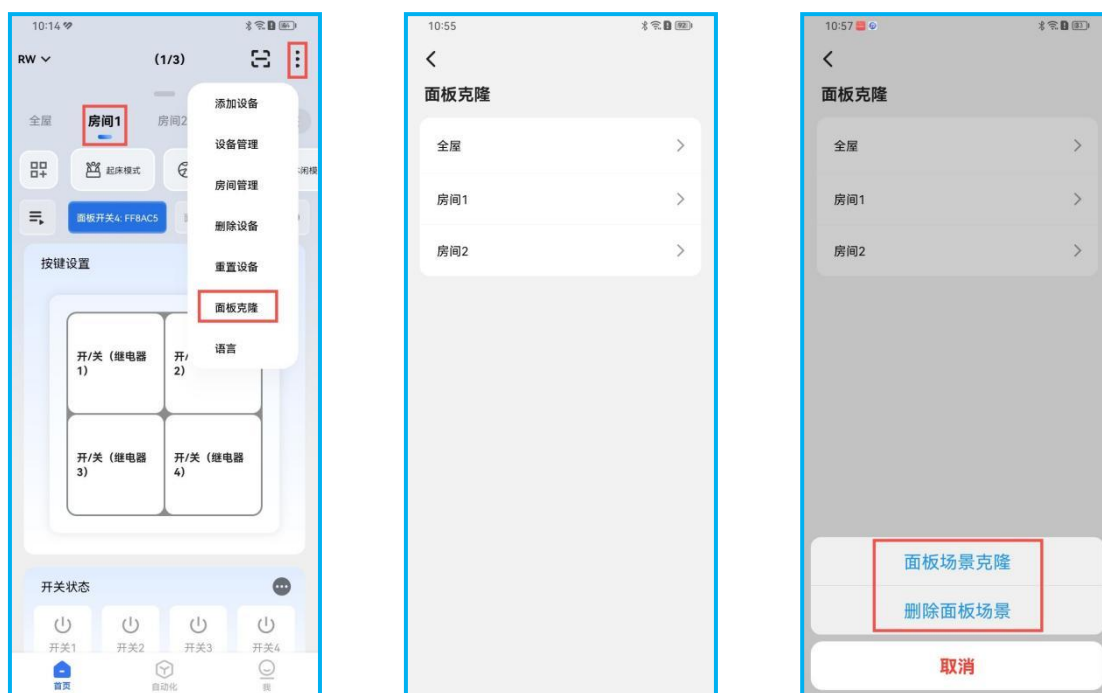 10:14
84
RW
(1/3)
添加设备
全屋
房间1
房间2
设备管理
起床模式
闲模
房间管理
面板开关4: FF8AC5
删除设备
按键设置
重置设备
面板克隆
语言
开/关（继电器
1）
开/
2）
开/关（继电器
3）
开/关（继电器
4）
开关状态
开关1
开关2
开关3
开关4
首页
自动化
我
10:55
92
面板克隆
全屋
房间1
房间2
10:57
面板克隆
全屋
房间1
房间2
面板场景克隆
删除面板场景
取消